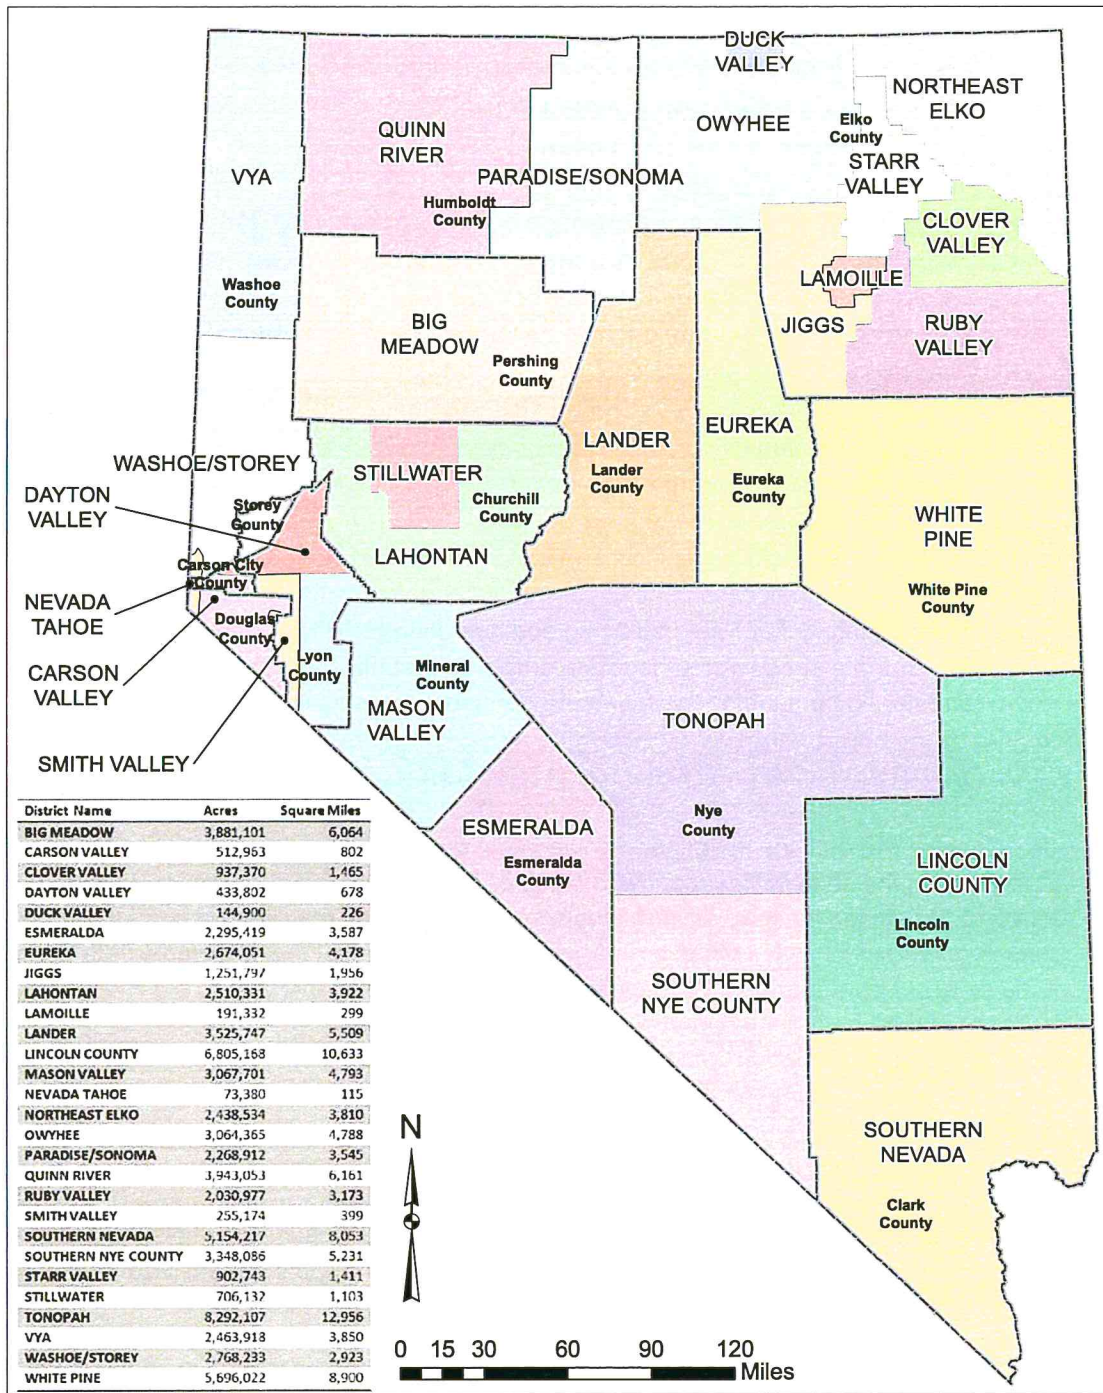 DUCK
VALLEY
NORTHEAST
ELKO
QUINN
RIVER
OWYHEE
Elko
County
STARR
VALLEY
VYA
PARADISE/SONOMA
Humboldt
County
CLOVER
VALLEY
Washoe
County
LAMOILLE
BIG
MEADOW
JIGGS
RUBY
VALLEY
Pershing
County
EUREKA
LANDER
WASHOE/STOREY
STILLWATER
Lander
County
Eureka
County
DAYTON
VALLEY
Storey
County
Churchill
County
WHITE
PINE
LAHONTAN
Carson City
County
White Pine
County
NEVADA
TAHOE
Douglas
County
Lyon
County
Mineral
County
CARSON
VALLEY
MASON
VALLEY
TONOPAH
SMITH VALLEY
Nye
County
ESMERALDA
Esmeralda
County
LINCOLN
COUNTY
Lincoln
County
SOUTHERN
NYE COUNTY
SOUTHERN
NEVADA
Clark
County
District Name Acres Square Miles
BIG MEADOW 3,881,101 6,064
CARSON VALLEY 512,963 802
CLOVER VALLEY 937,370 1,465
DAYTON VALLEY 433,802 678
DUCK VALLEY 144,900 226
ESMERALDA 2,295,419 3,587
EUREKA 2,674,051 4,178
JIGGS 1,251,797 1,956
LAHONTAN 2,510,331 3,922
LAMOILLE 191,332 299
LANDER 3,525,747 5,509
LINCOLN COUNTY 6,805,168 10,633
MASON VALLEY 3,067,701 4,793
NEVADA TAHOE 73,380 115
NORTHEAST ELKO 2,438,534 3,810
OWYHEE 3,064,365 4,788
PARADISE/SONOMA 2,268,912 3,545
QUINN RIVER 3,943,053 6,161
RUBY VALLEY 2,030,977 3,173
SMITH VALLEY 255,174 399
SOUTHERN NEVADA 5,154,217 8,053
SOUTHERN NYE COUNTY 3,348,086 5,231
STARR VALLEY 902,743 1,411
STILLWATER 706,132 1,103
TONOPAH 8,292,107 12,956
VYA 2,463,918 3,850
WASHOE/STOREY 2,768,233 2,923
WHITE PINE 5,696,022 8,900
N
0 15 30 60 90 120
Miles